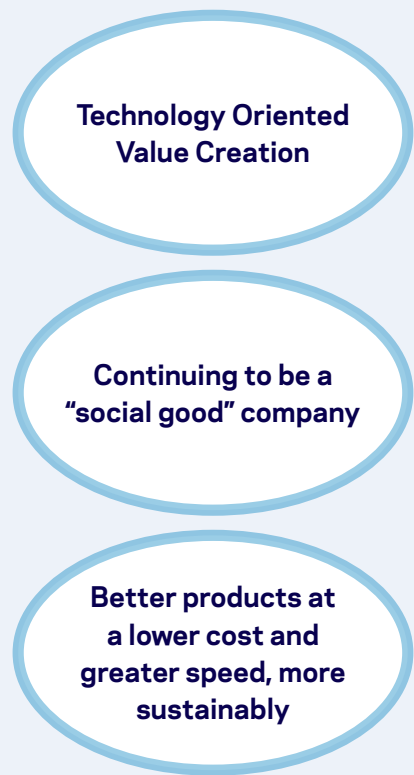 Technology Oriented
Value Creation
Continuing to be a
“social good” company
Better products at
a lower cost and
greater speed, more
sustainably